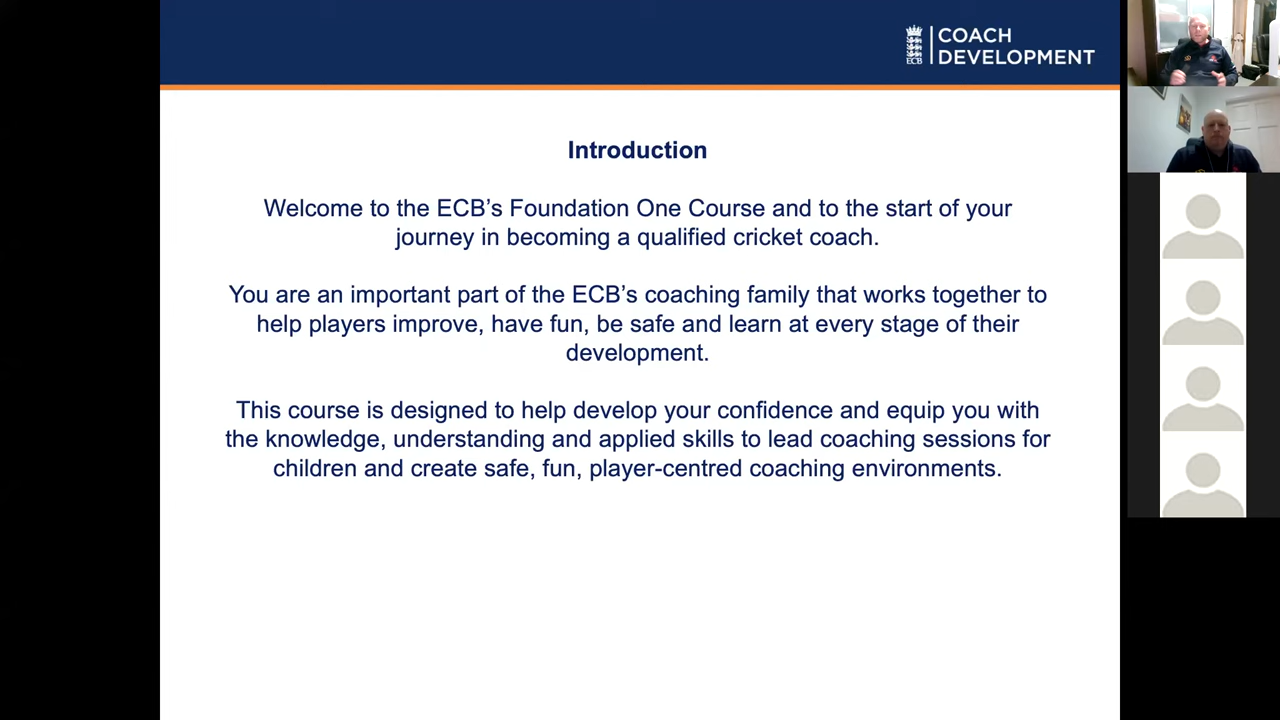 ECB
COACH
DEVELOPMENT
Introduction
Welcome to the ECB’s Foundation One Course and to the start of your
journey in becoming a qualified cricket coach.
You are an important part of the ECB’s coaching family that works together to
help players improve, have fun, be safe and learn at every stage of their
development.
This course is designed to help develop your confidence and equip you with
the knowledge, understanding and applied skills to lead coaching sessions for
children and create safe, fun, player-centred coaching environments.